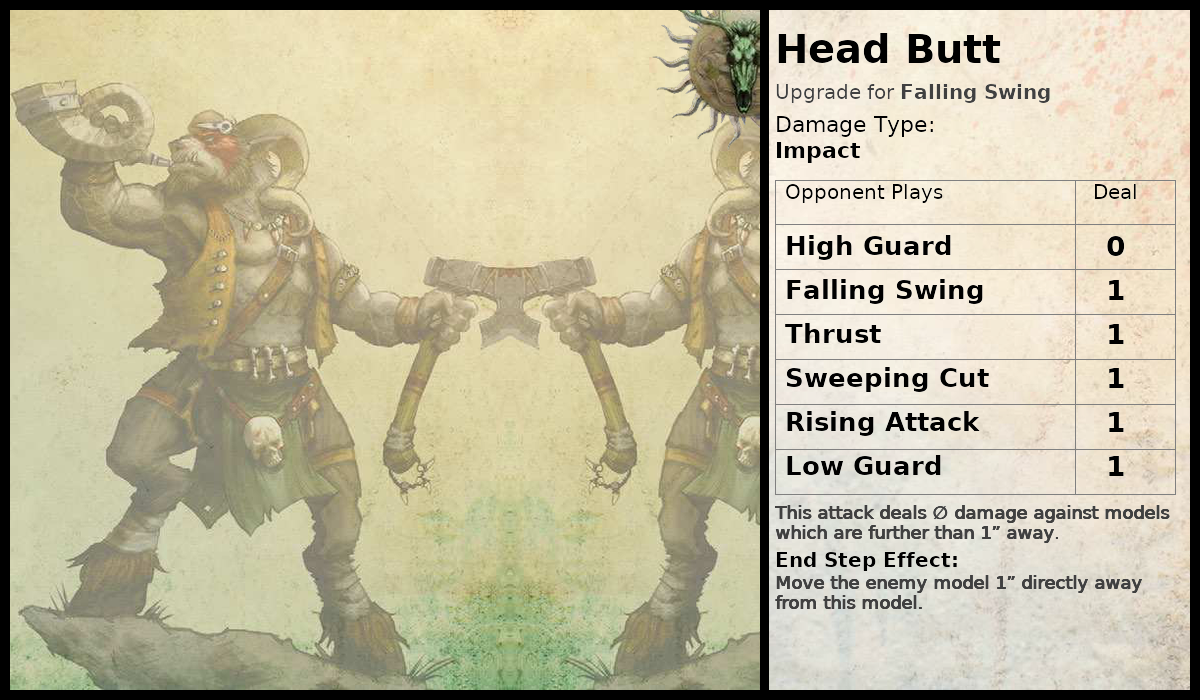 Head Butt
Upgrade for Falling Swing
Damage Type:
Impact
Opponent Plays Deal
High Guard 0
Falling Swing 1
Thrust 1
Sweeping Cut 1
Rising Attack 1
Low Guard 1
This attack deals ∅ damage against models
which are further than 1” away.
End Step Effect:
Move the enemy model 1” directly away
from this model.